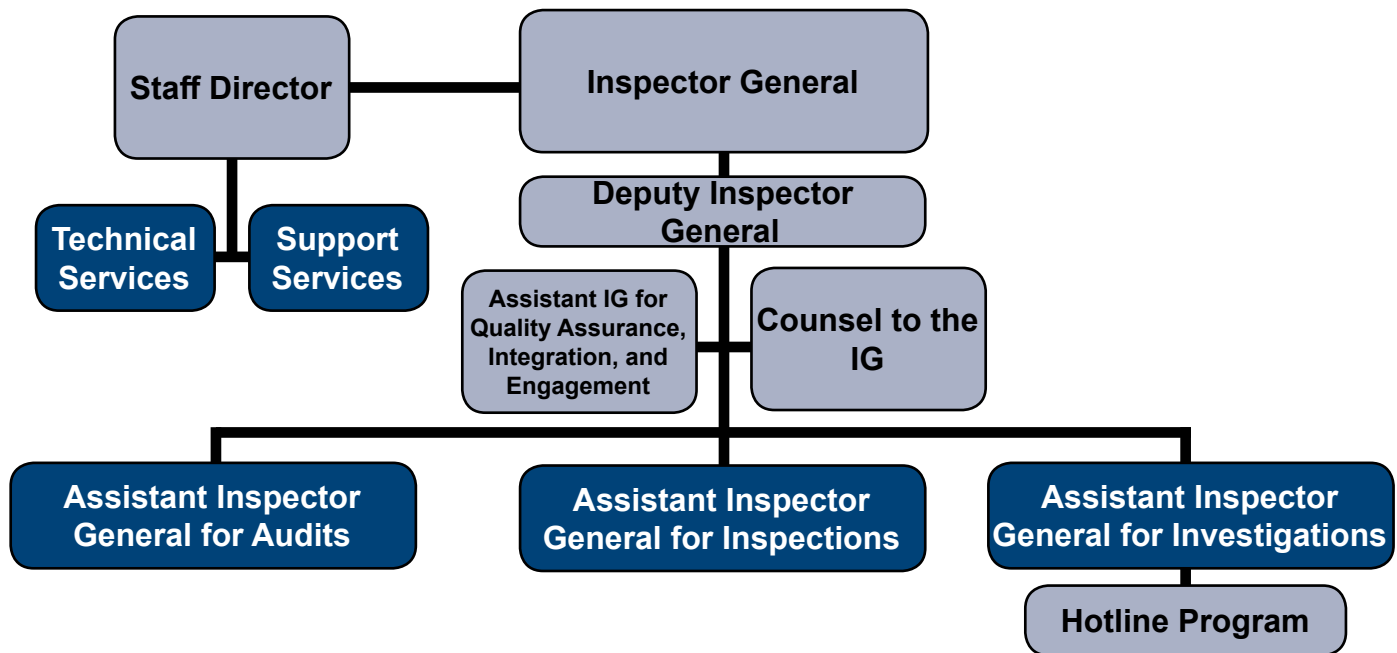 Staff Director
Inspector General
Deputy Inspector
General
Technical
Services
Support
Services
Assistant IG for
Quality Assurance,
Integration, and
Engagement
Counsel to the
IG
Assistant Inspector
General for Audits
Assistant Inspector
General for Inspections
Assistant Inspector
General for Investigations
Hotline Program